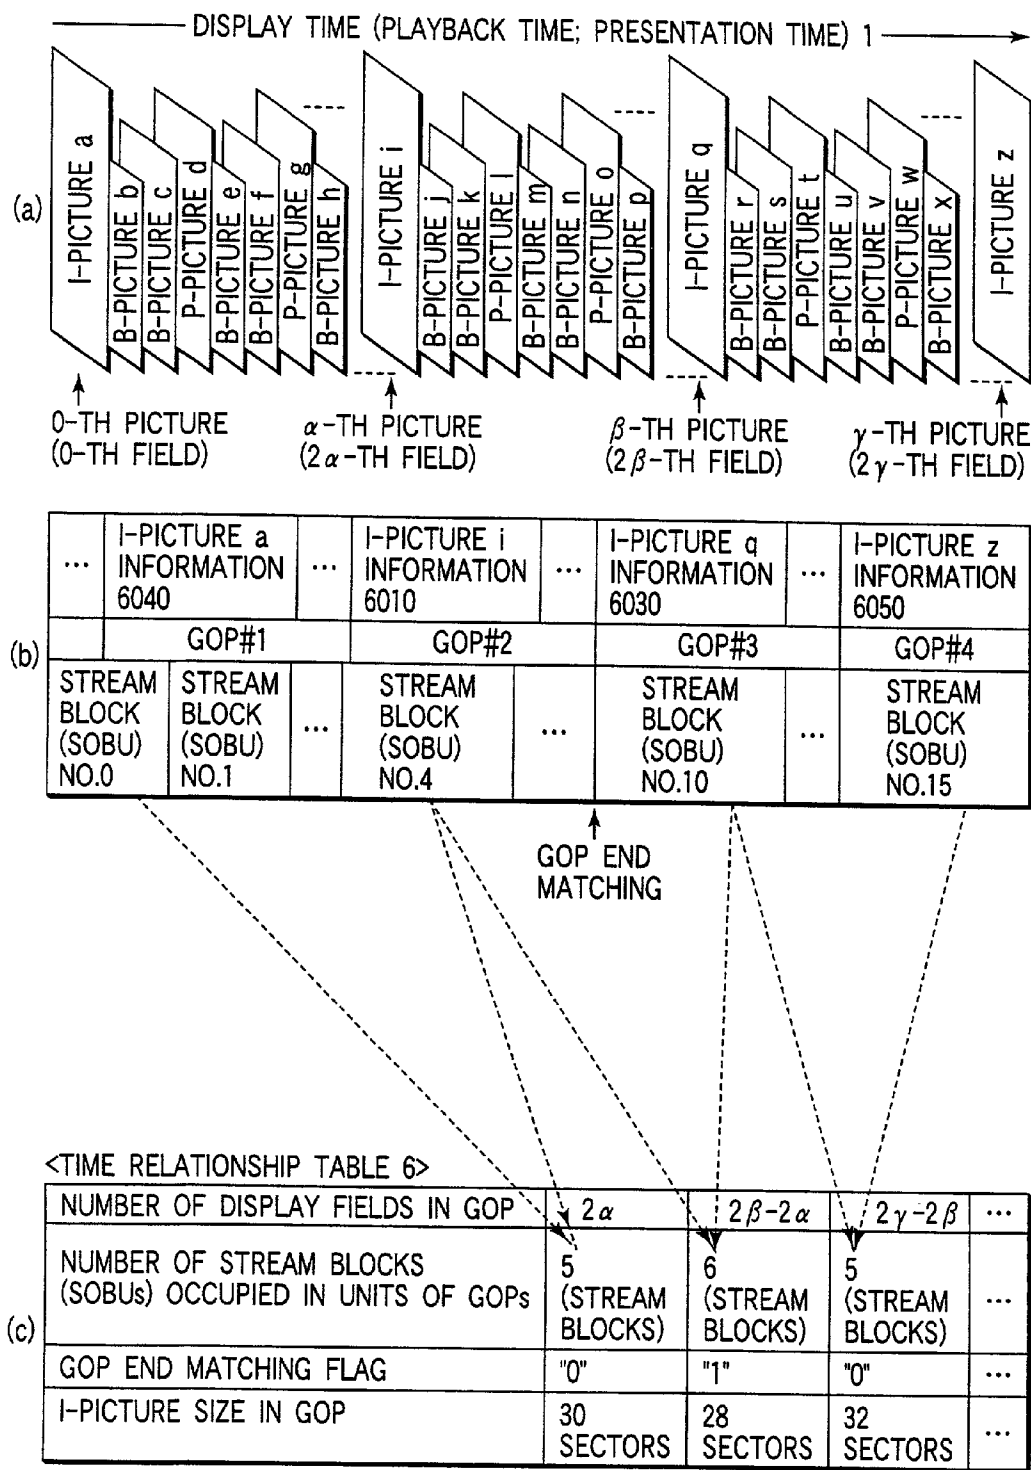 DISPLAY TIME (PLAYBACK TIME; PRESENTATION TIME) 1
(a)
I-PICTURE a
B-PICTURE b
B-PICTURE c
P-PICTURE d
B-PICTURE e
B-PICTURE f
P-PICTURE g
B-PICTURE h
I-PICTURE i
B-PICTURE j
B-PICTURE k
P-PICTURE l
B-PICTURE m
B-PICTURE n
P-PICTURE o
B-PICTURE p
I-PICTURE q
B-PICTURE r
B-PICTURE s
P-PICTURE t
B-PICTURE u
B-PICTURE v
P-PICTURE w
B-PICTURE x
I-PICTURE z
0-TH PICTURE
(0-TH FIELD)
α-TH PICTURE
(2α-TH FIELD)
β-TH PICTURE
(2β-TH FIELD)
γ-TH PICTURE
(2γ-TH FIELD)
(b)
...
I-PICTURE a
INFORMATION
6040
...
I-PICTURE i
INFORMATION
6010
...
I-PICTURE q
INFORMATION
6030
...
I-PICTURE z
INFORMATION
6050
GOP#1
GOP#2
GOP#3
GOP#4
STREAM
BLOCK
(SOBU)
NO.0
STREAM
BLOCK
(SOBU)
NO.1
...
STREAM
BLOCK
(SOBU)
NO.4
...
STREAM
BLOCK
(SOBU)
NO.10
...
STREAM
BLOCK
(SOBU)
NO.15
GOP END
MATCHING
<TIME RELATIONSHIP TABLE 6>
(c)
NUMBER OF DISPLAY FIELDS IN GOP
2α
2β-2α
2γ-2β
...
NUMBER OF STREAM BLOCKS
(SOBUs) OCCUPIED IN UNITS OF GOPs
5
(STREAM
BLOCKS)
6
(STREAM
BLOCKS)
5
(STREAM
BLOCKS)
...
GOP END MATCHING FLAG
"0"
"1"
"0"
...
I-PICTURE SIZE IN GOP
30
SECTORS
28
SECTORS
32
SECTORS
...